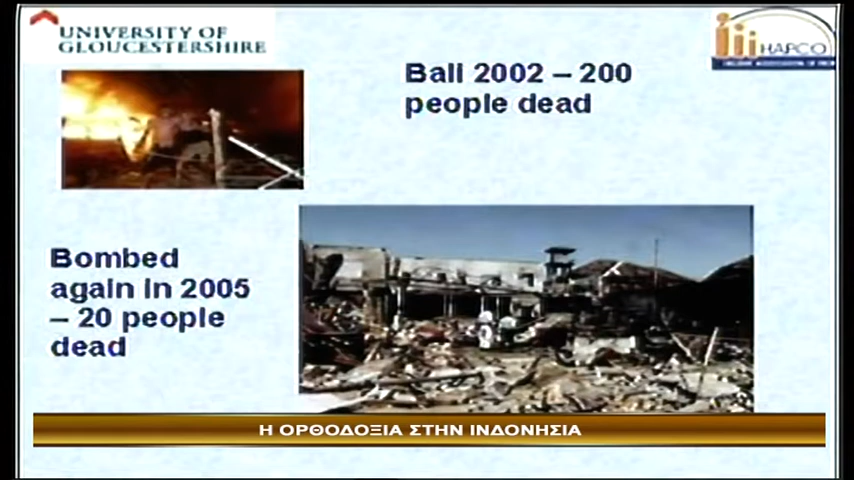 UNIVERSITY OF
GLOUCESTERSHIRE
HAPCO
Bali 2002 – 200
people dead
Bombed
again in 2005
– 20 people
dead
Η ΟΡΘΟΔΟΞΙΑ ΣΤΗΝ ΙΝΔΟΝΗΣΙΑ